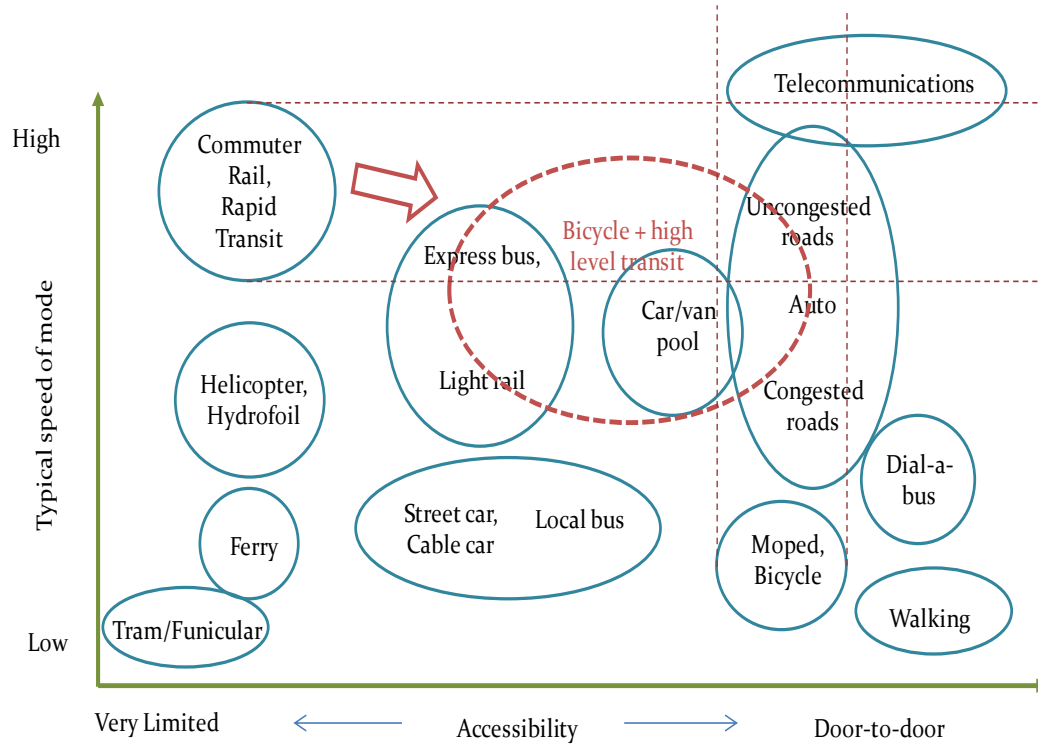 Telecommunications
High
Commuter
Rail,
Rapid
Transit
Uncongested
roads
Bicycle + high
level transit
Express bus,
Car/van
pool
Auto
Light rail
Helicopter,
Hydrofoil
Congested
roads
Typical speed of mode
Dial-a-
bus
Street car,
Cable car
Local bus
Ferry
Moped,
Bicycle
Walking
Tram/Funicular
Low
Very Limited
Accessibility
Door-to-door